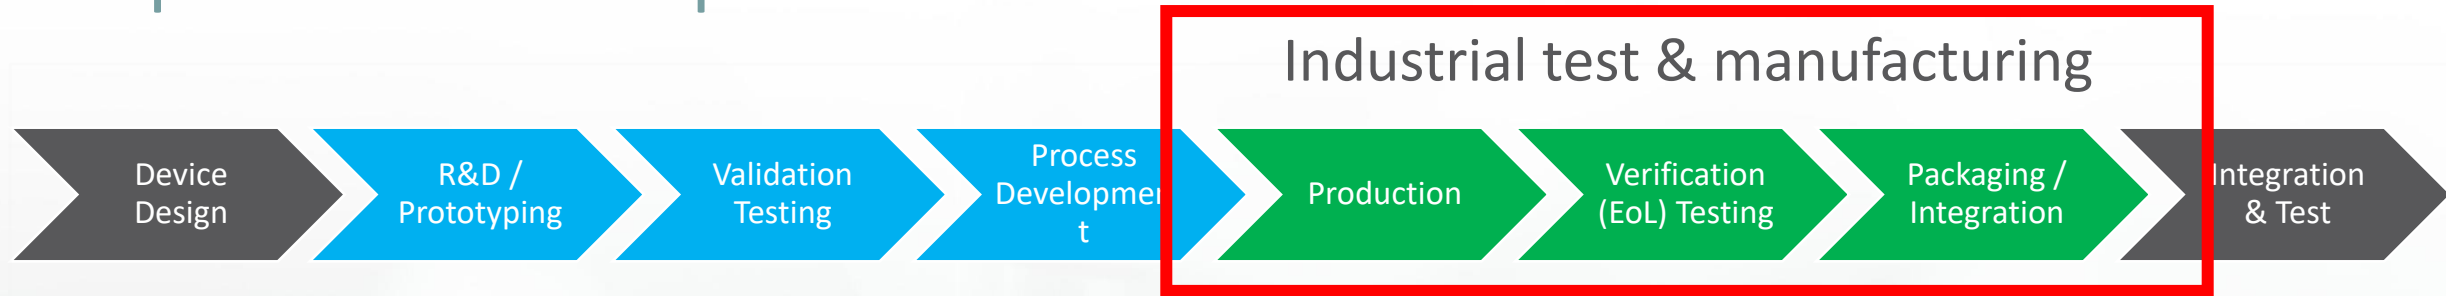 Industrial test & manufacturing
Device
Design
R&D /
Prototyping
Validation
Testing
Process
Developmen
t
Production
Verification
(EoL) Testing
Packaging /
Integration
Integration
& Test